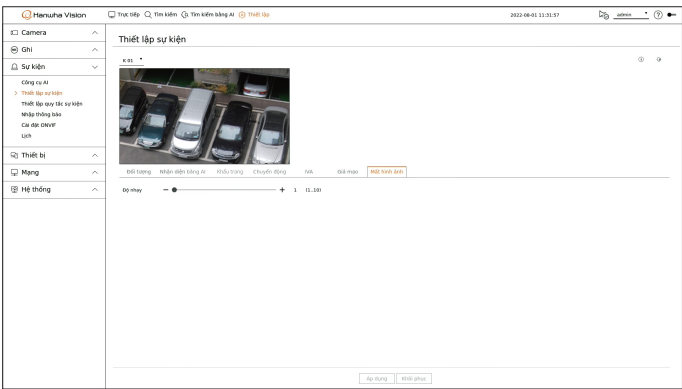 Hanwha Vision
Trực tiếp Tìm kiếm Tìm kiếm bằng AI Thiết lập
2022-08-01 11:31:57
admin
Camera
Ghi
Sự kiện
Công cụ AI
Thiết lập sự kiện
Thiết lập quy tắc sự kiện
Nhập thông báo
Cài đặt ONVIF
Lịch
Thiết bị
Mạng
Hệ thống
Thiết lập sự kiện
K 01
Đối tượng Nhận diện bằng AI Khẩu trang Chuyển động IVA Giả mạo Mất hình ảnh
Độ nhạy 1 (1..10)
Áp dụng Khôi phục